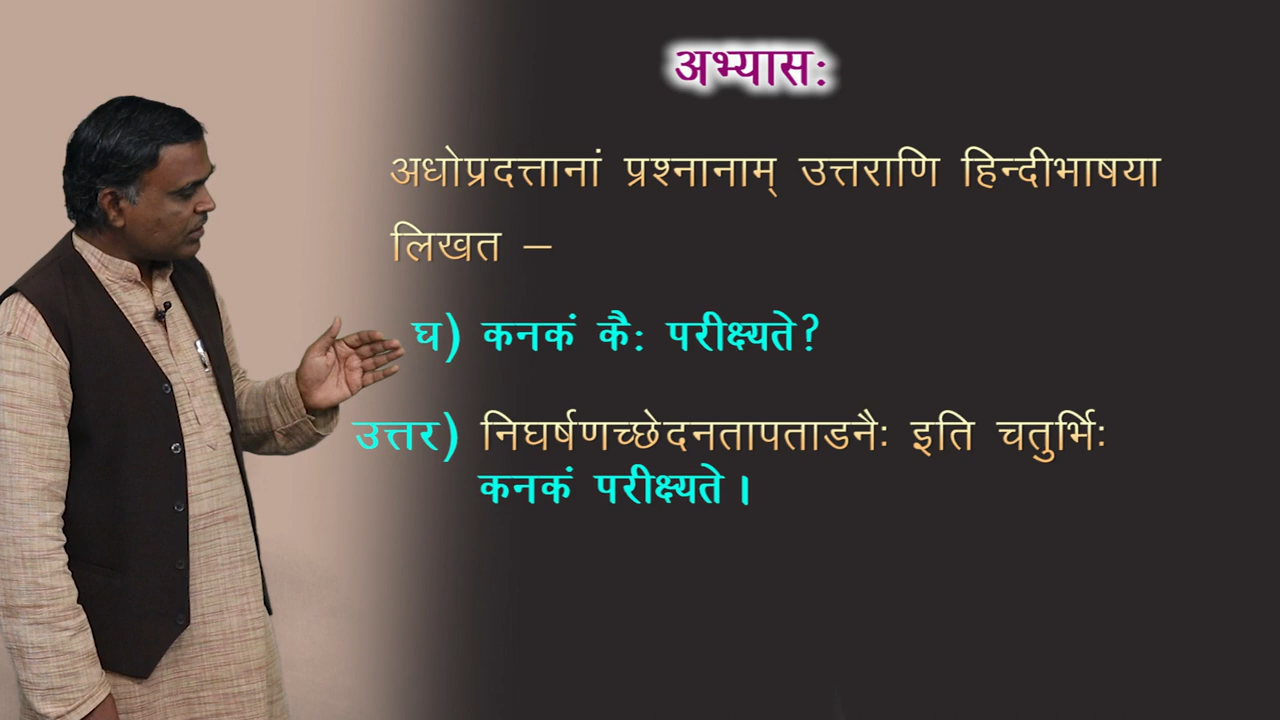 अभ्यासः
अधोप्रदत्तानां प्रश्नानाम् उत्तराणि हिन्दीभाषया
लिखत –
घ) कनकं कैः परीक्ष्यते?
उत्तर) निघर्षणच्छेदनतापताडनैः इति चतुर्भिः
कनकं परीक्ष्यते।